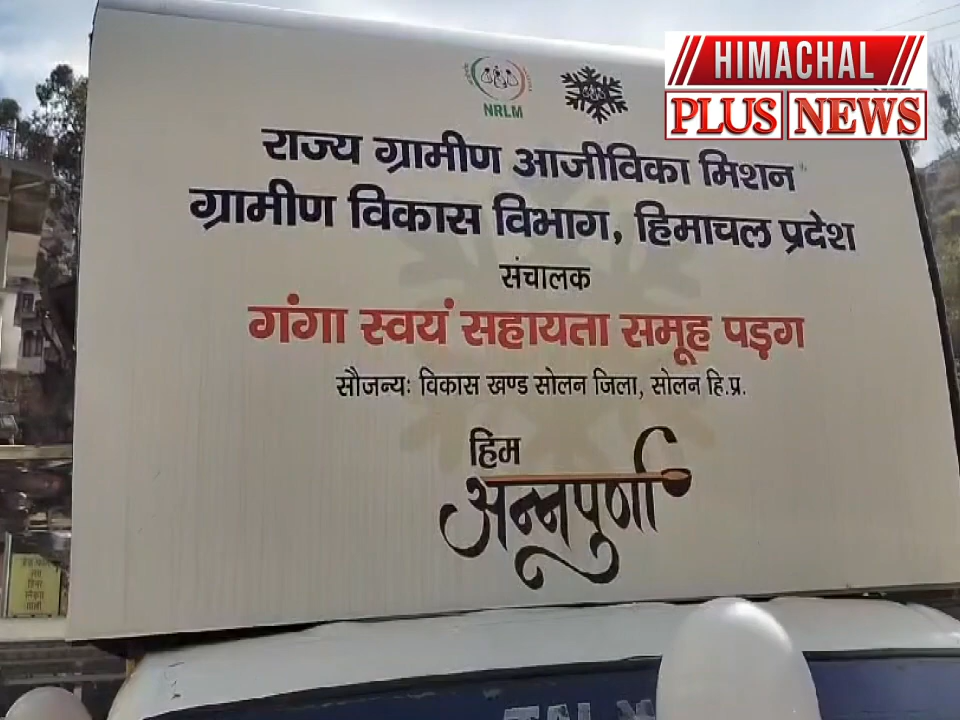 HIMACHAL
PLUS NEWS
NRLM
राज्य ग्रामीण आजीविका मिशन
ग्रामीण विकास विभाग, हिमाचल प्रदेश
संचालक
गंगा स्वयं सहायता समूह पड़ग
सौजन्यः विकास खण्ड सोलन जिला, सोलन हि.प्र.
हिम
अन्नपुर्णा